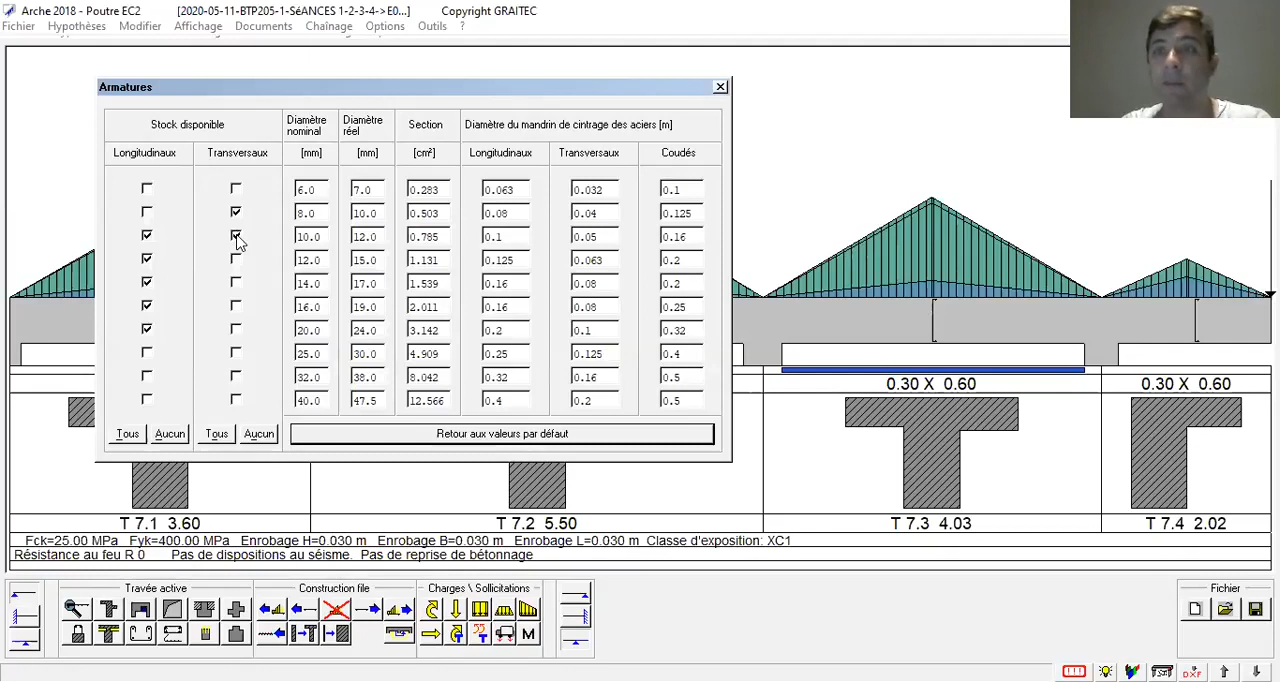 Arche 2018 - Poutre EC2 [2020-05-11-BTP205-1-SéANCES 1-2-3-4-> E0...] Copyright GRAITEC
Fichier Hypothèses Modifier Affichage Documents Chaînage Options Outils ?
Armatures
Stock disponible Diamètre nominal Diamètre réel Section Diamètre du mandrin de cintrage des aciers [m]
Longitudinaux Transversaux [mm] [mm] [cm²] Longitudinaux Transversaux Coudés
6.0 7.0 0.283 0.063 0.032 0.1
8.0 10.0 0.503 0.08 0.04 0.125
10.0 12.0 0.785 0.1 0.05 0.16
12.0 15.0 1.131 0.125 0.063 0.2
14.0 17.0 1.539 0.16 0.08 0.2
16.0 19.0 2.011 0.16 0.08 0.25
20.0 24.0 3.142 0.2 0.1 0.32
25.0 30.0 4.909 0.25 0.125 0.4
32.0 38.0 8.042 0.32 0.16 0.5
40.0 47.5 12.566 0.4 0.2 0.5
Tous Aucun Tous Aucun Retour aux valeurs par défaut
0.30 X 0.60 0.30 X 0.60
T 7.1 3.60 T 7.2 5.50 T 7.3 4.03 T 7.4 2.02
Fck=25.00 MPa Fyk=400.00 MPa Enrobage H=0.030 m Enrobage B=0.030 m Enrobage L=0.030 m Classe d'exposition: XC1
Résistance au feu R 0 Pas de dispositions au séisme. Pas de reprise de bétonnage
Travée active Construction file Charges / Sollicitations Fichier
M
DXF